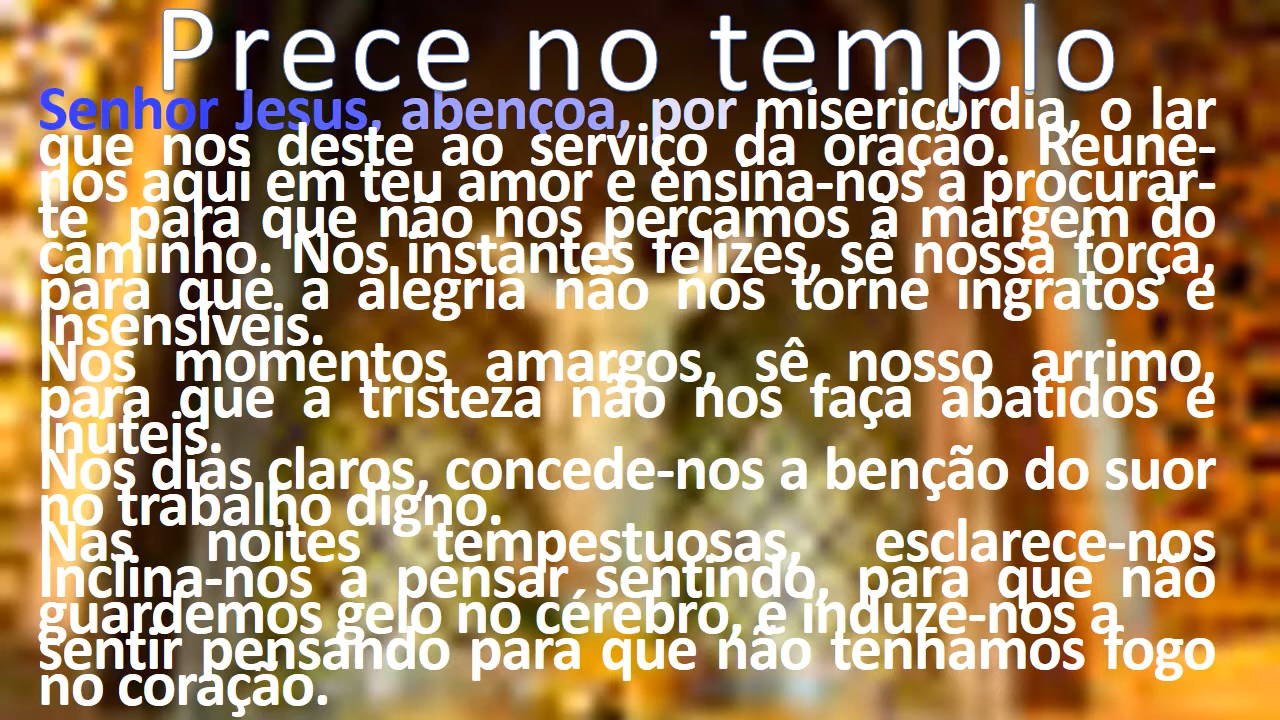 Prece no templo
Senhor Jesus, abençoa, por misericórdia, o lar
que nos deste ao serviço da oração. Reune-
nos aqui em teu amor e ensina-nos a procurar-
te para que não nos percamos à margem do
caminho. Nos instantes felizes, sê nossa força,
para que a alegria não nos torne ingratos e
insensíveis.
Nos momentos amargos, sê nosso arrimo,
para que a tristeza não nos faça abatidos e
inúteis.
Nos dias claros, concede-nos a benção do suor
no trabalho digno.
Nas noites tempestuosas, esclarece-nos
Inclina-nos a pensar sentindo, para que não
guardemos gelo no cérebro, e induze-nos a
sentir pensando para que não tenhamos fogo
no coração.